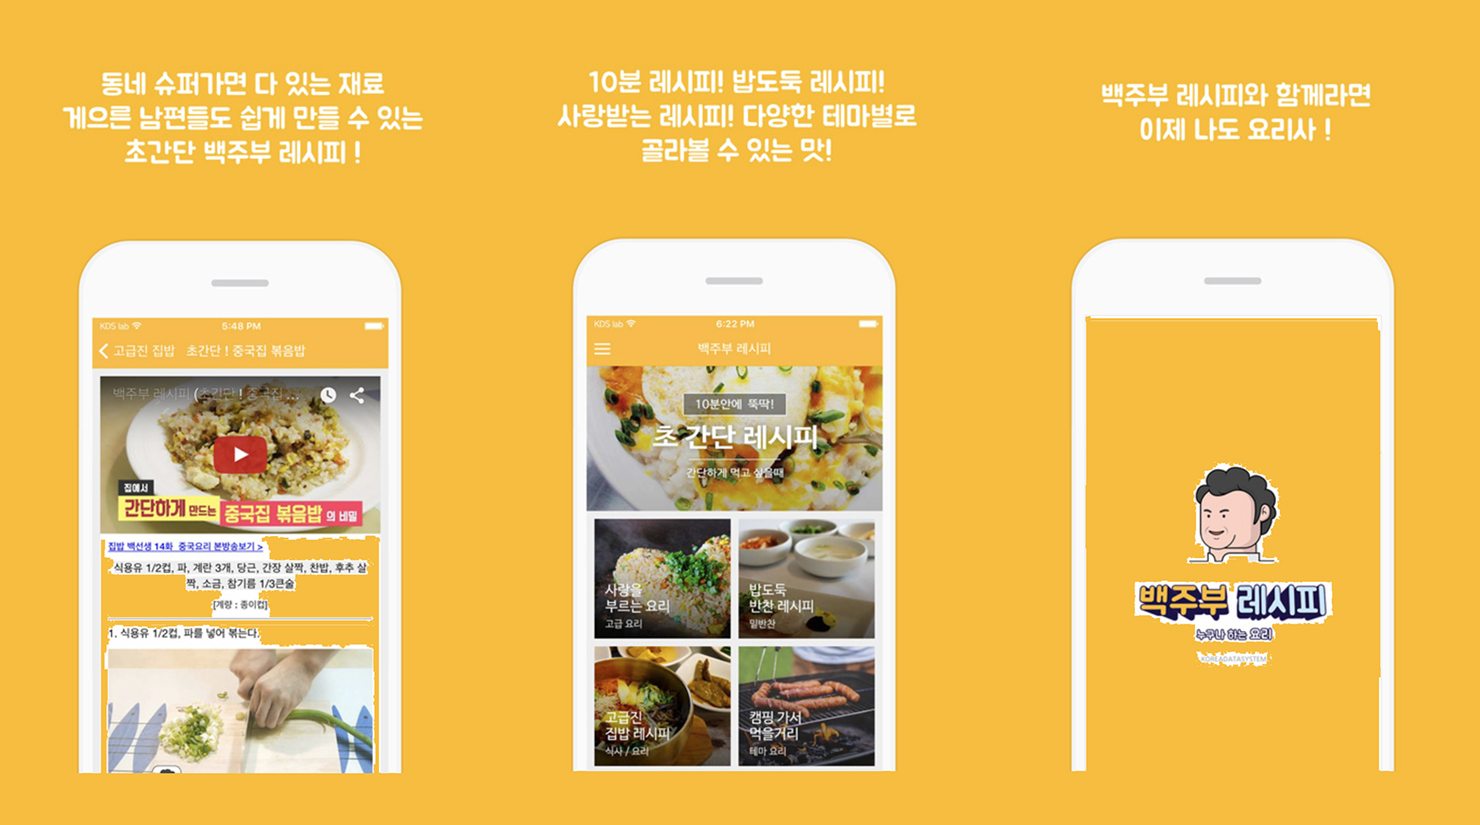 동네 슈퍼가면 다 있는 재료
게으른 남편들도 쉽게 만들 수 있는
초간단 백주부 레시피 !
KDS lab
5:48 PM
고급진 집밥 초간단 ! 중국집 볶음밥
백주부 레시피 (초간단 ! 중국집 ...
집에서
간단하게 만드는 중국집 볶음밥 의 비밀
집밥 백선생 14화 중국요리 본방송보기 >
식용유 1/2컵, 파, 계란 3개, 당근, 간장 살짝, 찬밥, 후추 살
짝, 소금, 참기름 1/3큰술
[계량 : 종이컵]
1. 식용유 1/2컵, 파를 넣어 볶는다.
10분 레시피! 밥도둑 레시피!
사랑받는 레시피! 다양한 테마별로
골라볼 수 있는 맛!
KDS lab
6:22 PM
백주부 레시피
10분안에 뚝딱!
초 간단 레시피
간단하게 먹고 싶을때
사랑을
부르는 요리
고급 요리
밥도둑
반찬 레시피
밑반찬
고급진
집밥 레시피
식사 / 요리
캠핑 가서
먹을거리
테마 요리
백주부 레시피와 함께라면
이제 나도 요리사 !
백주부 레시피
누구나 하는 요리
KOREADATASYSTEM